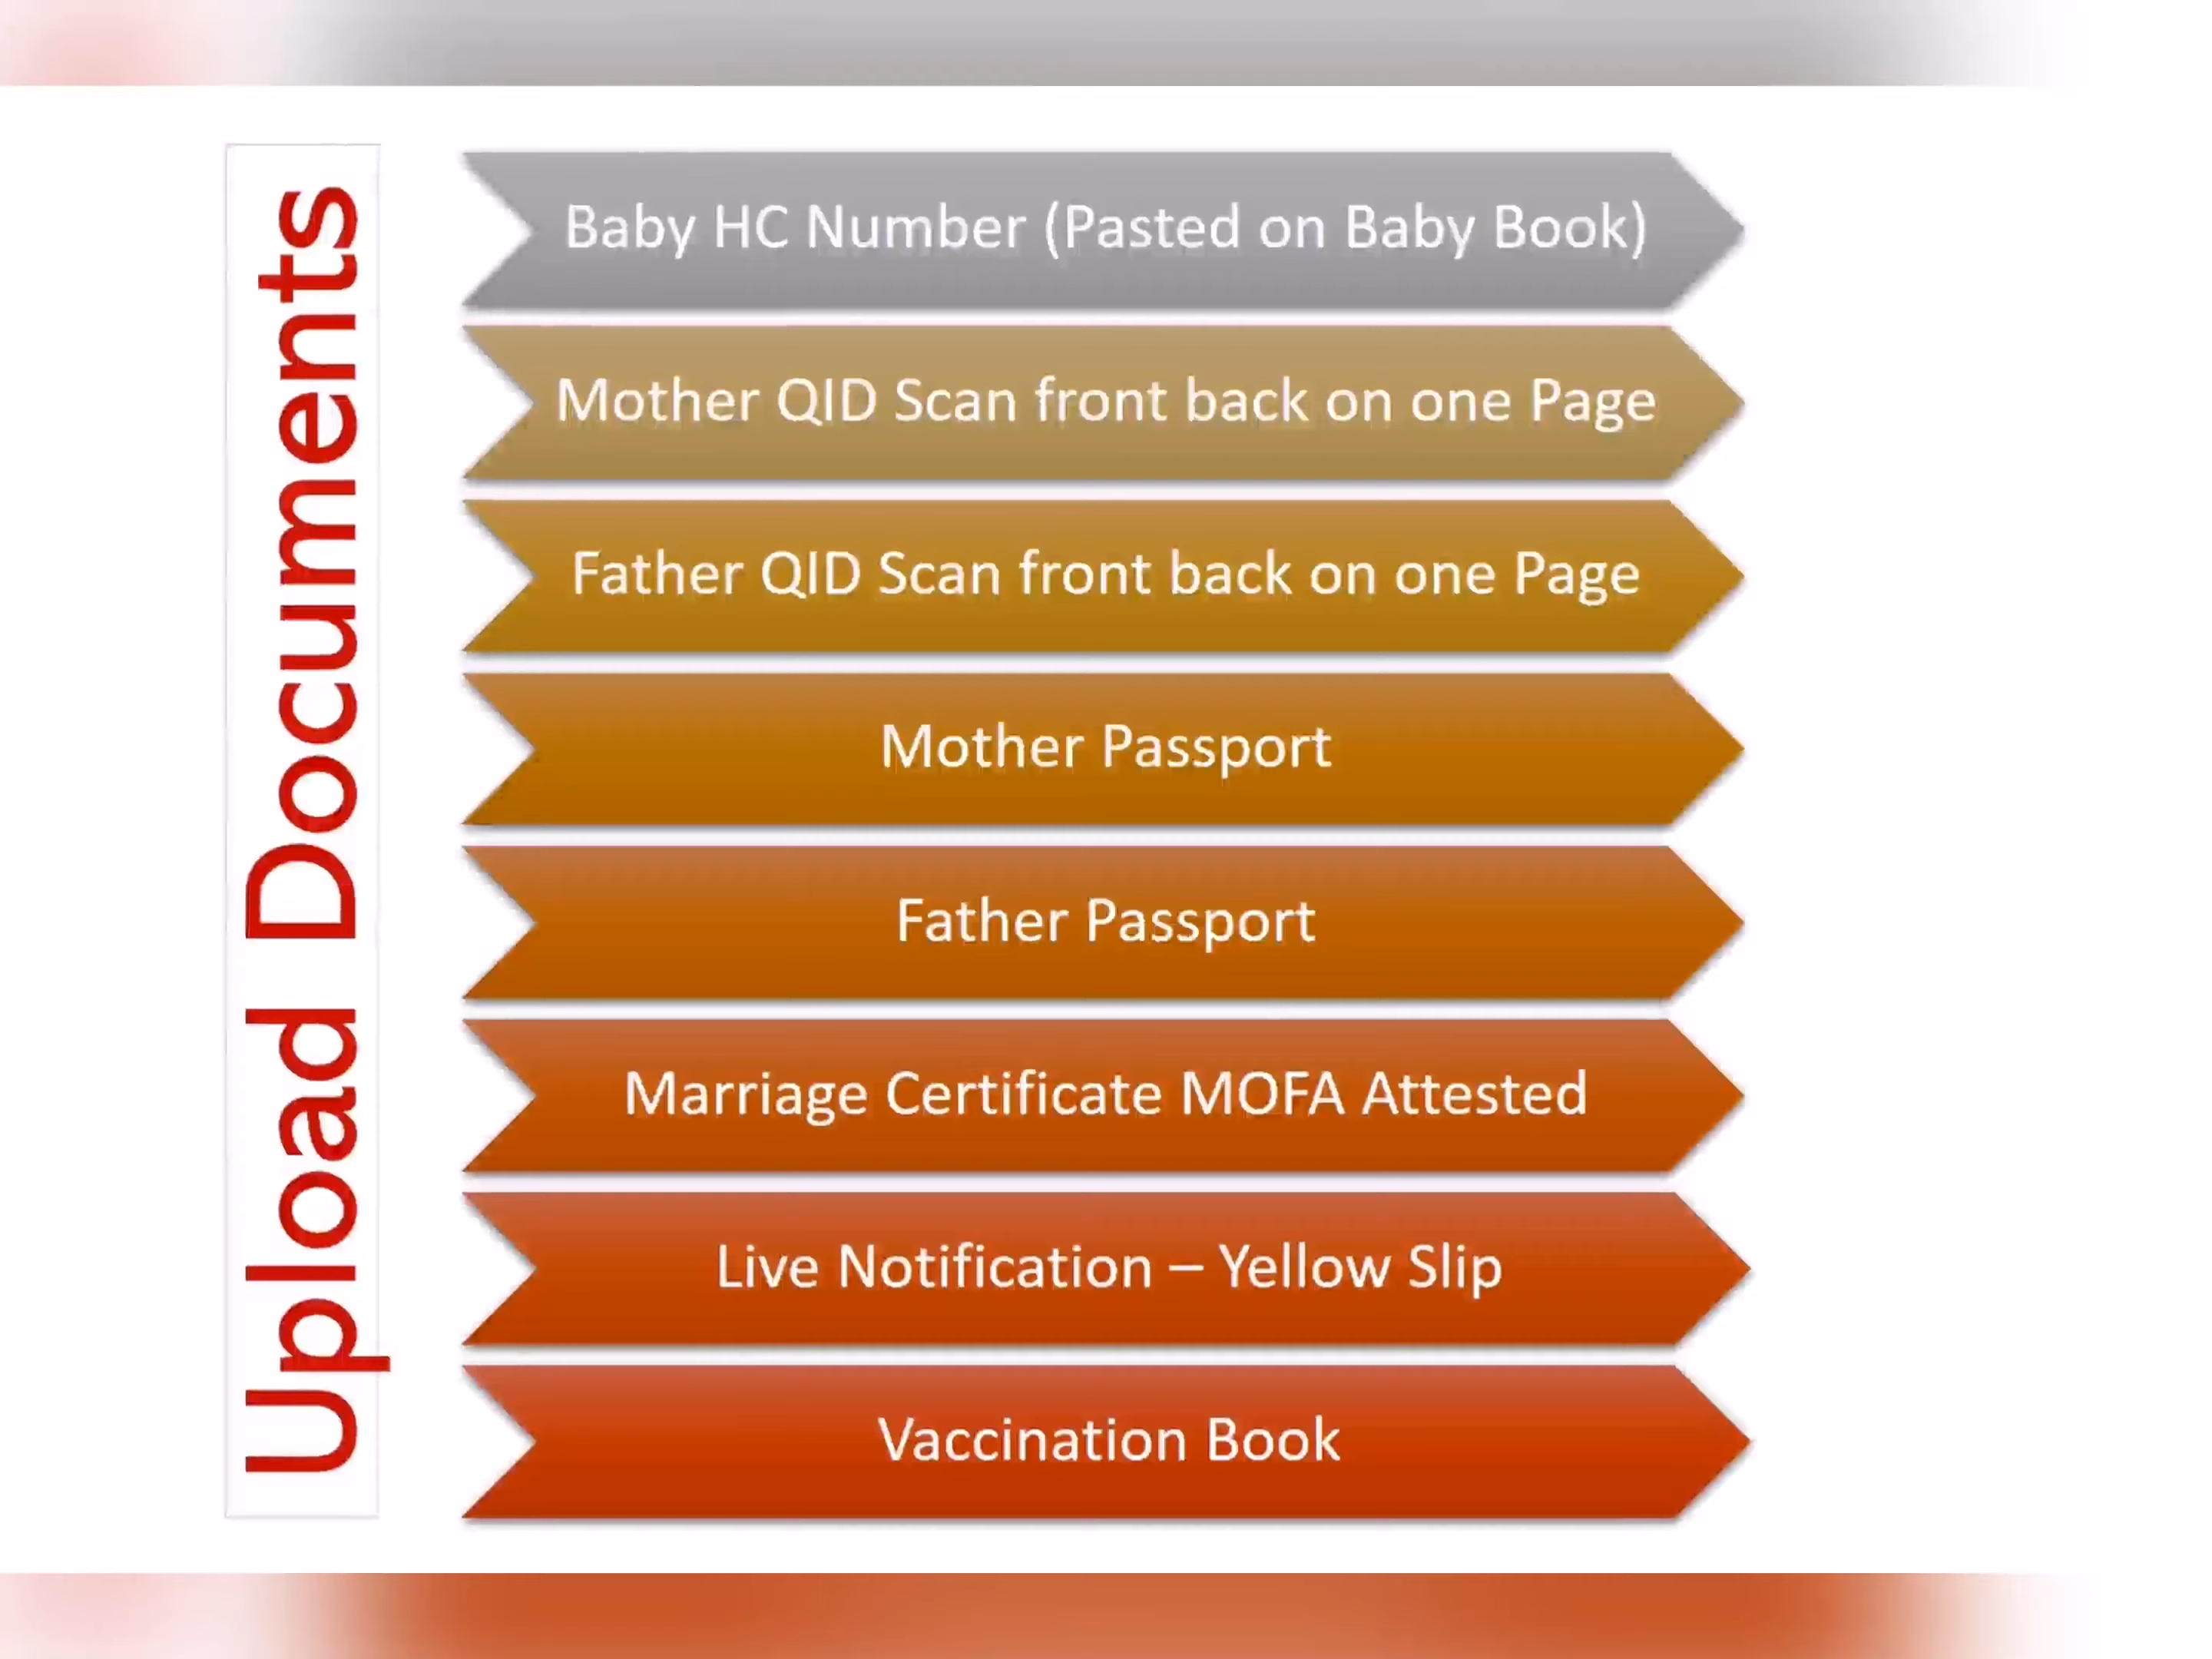 Upload Documents
Baby HC Number (Pasted on Baby Book)
Mother QID Scan front back on one Page
Father QID Scan front back on one Page
Mother Passport
Father Passport
Marriage Certificate MOFA Attested
Live Notification – Yellow Slip
Vaccination Book